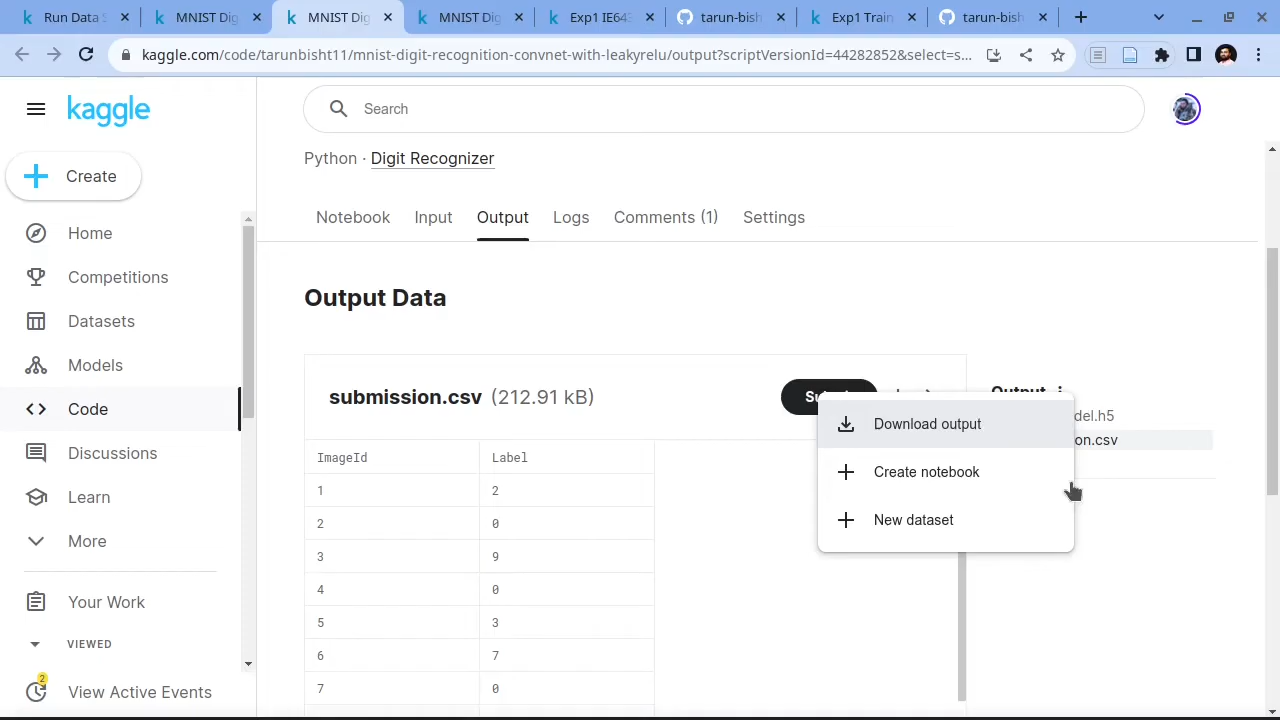 Run Data S
MNIST Dig
MNIST Dig
MNIST Dig
Exp1 IE643
tarun-bish
Exp1 Train
tarun-bish
kaggle.com/code/tarunbisht11/mnist-digit-recognition-convnet-with-leakyrelu/output?scriptVersionId=44282852&select=s...
kaggle
Search
Create
Home
Competitions
Datasets
Models
Code
Discussions
Learn
More
Your Work
VIEWED
2
View Active Events
Python · Digit Recognizer
Notebook Input Output Logs Comments (1) Settings
Output Data
submission.csv (212.91 kB)
Output
del.h5
on.csv
Download output
Create notebook
New dataset
ImageId Label
1 2
2 0
3 9
4 0
5 3
6 7
7 0